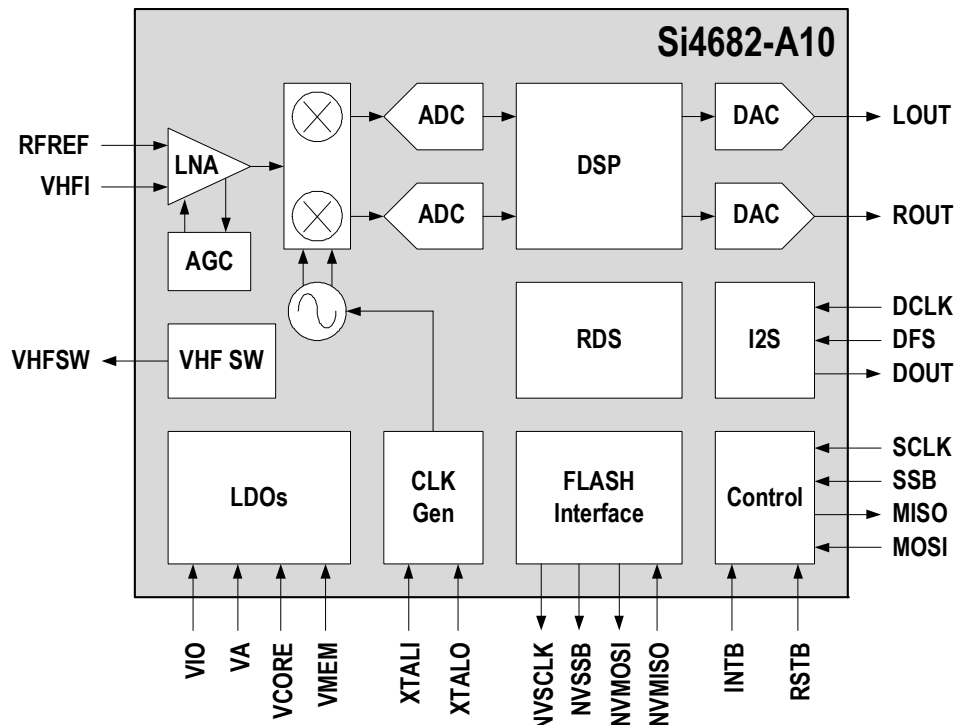 Si4682-A10
RFREF
VHFI
LNA
AGC
ADC
ADC
DSP
DAC
DAC
LOUT
ROUT
VHFSW
VHF SW
RDS
I2S
DCLK
DFS
DOUT
LDOs
CLK
Gen
FLASH
Interface
Control
SCLK
SSB
MISO
MOSI
VIO
VA
VCORE
VMEM
XTALI
XTALO
NVSCLK
NVSSB
NVMOSI
NVMISO
INTB
RSTB